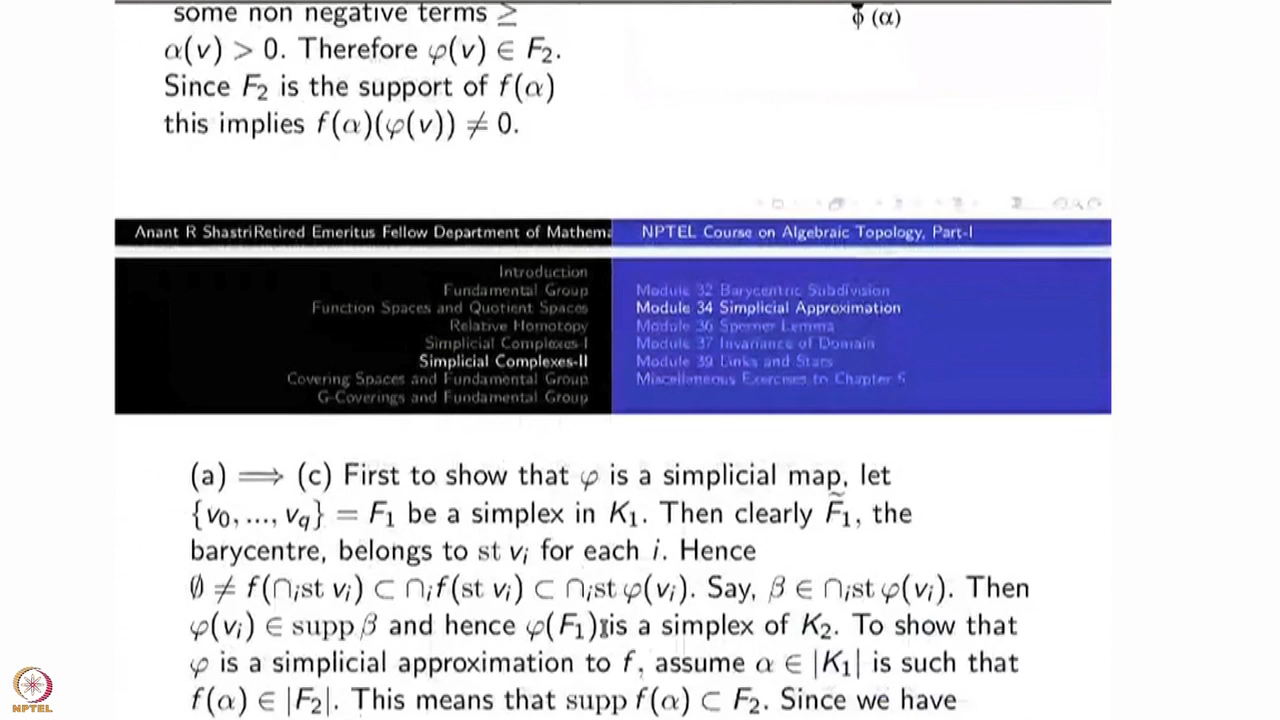 some non negative terms ≥
α(v) > 0. Therefore φ(v) ∈ F₂.
Since F₂ is the support of f(α)
this implies f(α)(φ(v)) ≠ 0.
ϕ (α)
Anant R ShastriRetired Emeritus Fellow Department of Mathema
NPTEL Course on Algebraic Topology, Part-I
Introduction
Fundamental Group
Function Spaces and Quotient Spaces
Relative Homotopy
Simplicial Complexes-I
Simplicial Complexes-II
Covering Spaces and Fundamental Group
G-Coverings and Fundamental Group
Module 32 Barycentric Subdivision
Module 34 Simplicial Approximation
Module 36 Sperner Lemma
Module 37 Invariance of Domain
Module 39 Links and Stars
Miscellaneous Exercises to Chapter 5
(a) ⟹ (c) First to show that φ is a simplicial map, let
{v₀, ..., v_q} = F₁ be a simplex in K₁. Then clearly F̃₁, the
barycentre, belongs to st vᵢ for each i. Hence
∅ ≠ f(∩ᵢst vᵢ) ⊂ ∩ᵢf(st vᵢ) ⊂ ∩ᵢst φ(vᵢ). Say, β ∈ ∩ᵢst φ(vᵢ). Then
φ(vᵢ) ∈ supp β and hence φ(F₁) is a simplex of K₂. To show that
φ is a simplicial approximation to f, assume α ∈ |K₁| is such that
f(α) ∈ |F₂|. This means that supp f(α) ⊂ F₂. Since we have
NPTEL